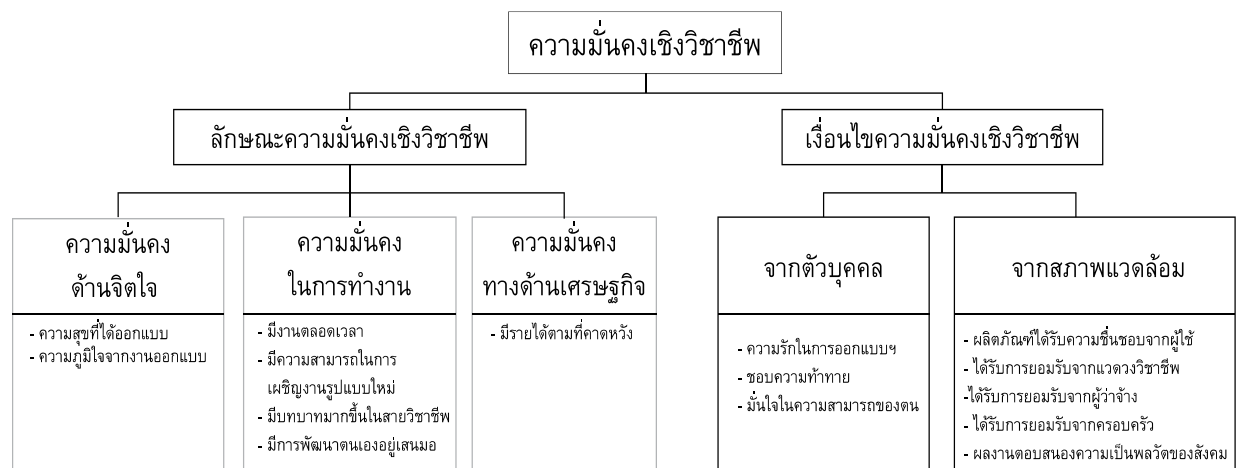 ความมั่นคงเชิงวิชาชีพ
ลักษณะความมั่นคงเชิงวิชาชีพ
เงื่อนไขความมั่นคงเชิงวิชาชีพ
ความมั่นคง
ด้านจิตใจ
- ความสุขที่ได้ออกแบบ
- ความภูมิใจจากงานออกแบบ
ความมั่นคง
ในการทำงาน
- มีงานตลอดเวลา
- มีความสามารถในการ
เผชิญงานรูปแบบใหม่
- มีบทบาทมากขึ้นในสายวิชาชีพ
- มีการพัฒนาตนเองอยู่เสนมอ
ความมั่นคง
ทางด้านเศรษฐกิจ
- มีรายได้ตามที่คาดหวัง
จากตัวบุคคล
- ความรักในการออกแบบฯ
- ชอบความท้าทาย
- มั่นใจในความสามารถของตน
จากสภาพแวดล้อม
- ผลิตภัณฑ์ได้รับความชื่นชอบจากผู้ใช้
- ได้รับการยอมรับจากแวดวงวิชาชีพ
-ได้รับการยอมรับจากผู้ว่าจ้าง
- ได้รับการยอมรับจากครอบครัว
- ผลงานตอบสนองความเป็นพลวัตของสังคม